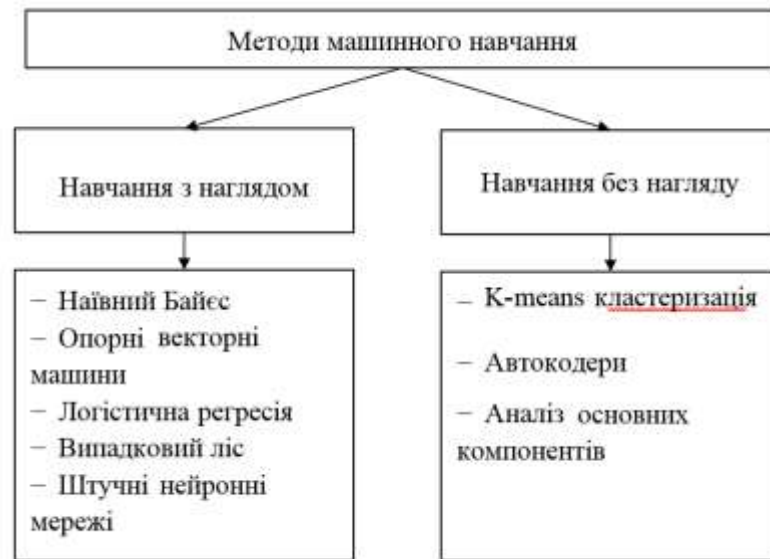 Методи машинного навчання
Навчання з наглядом
Навчання без нагляду
– Наївний Байєс
– Опорні векторні
машини
– Логістична регресія
– Випадковий ліс
– Штучні нейронні
мережі
– K-means кластеризація
– Автокодери
– Аналіз основних
компонентів